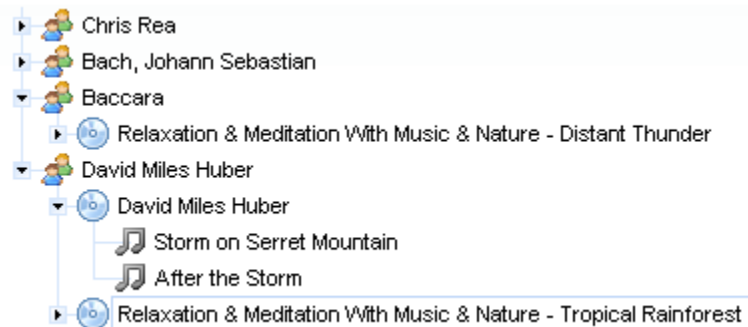 Chris Rea
Bach, Johann Sebastian
Baccara
Relaxation & Meditation With Music & Nature - Distant Thunder
David Miles Huber
David Miles Huber
Storm on Serret Mountain
After the Storm
Relaxation & Meditation With Music & Nature - Tropical Rainforest